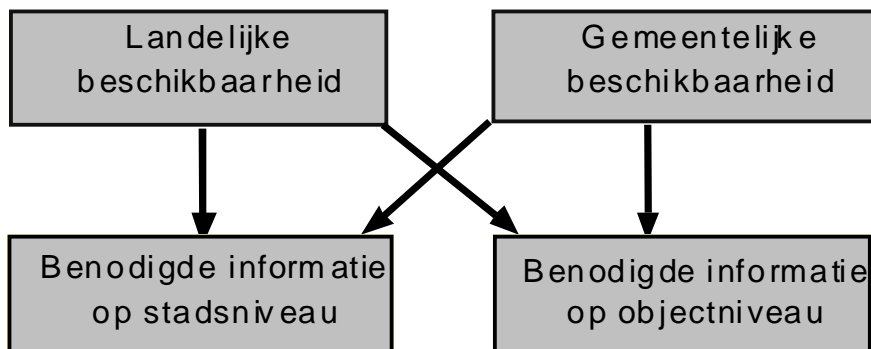 Landelijke
beschikbaarheid
Gemeentelijke
beschikbaarheid
Benodigde informatie
op stadsniveau
Benodigde informatie
op objectniveau